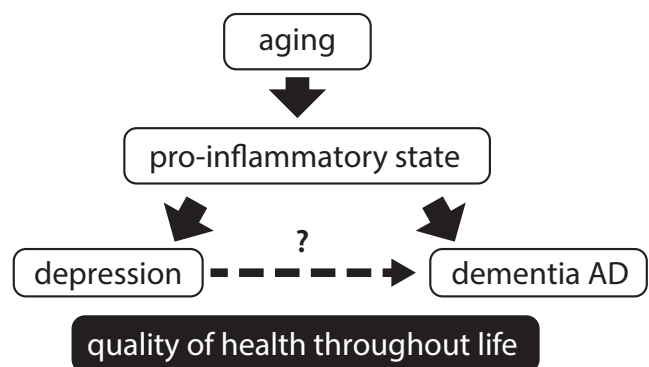 aging
pro-inflammatory state
?
depression
dementia AD
quality of health throughout life